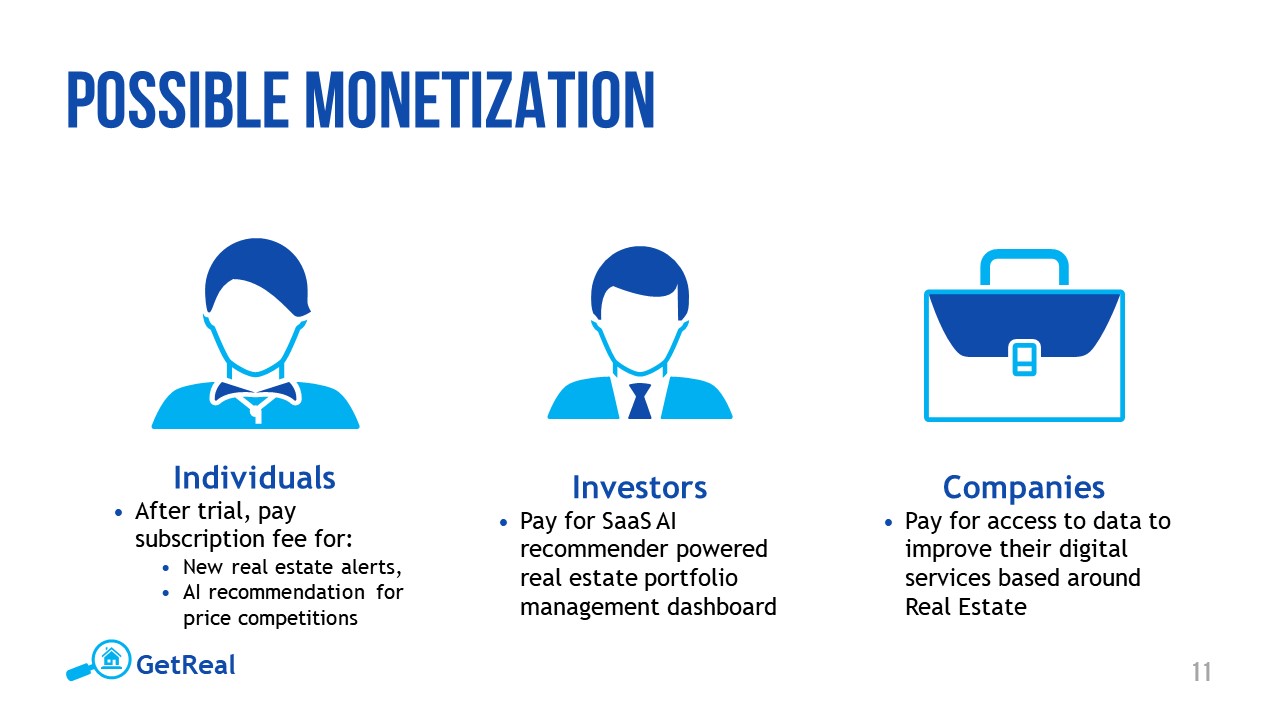 POSSIBLE MONETIZATION
Individuals
• After trial, pay
subscription fee for:
• New real estate alerts,
• AI recommendation for
price competitions
Investors
• Pay for SaaS AI
recommender powered
real estate portfolio
management dashboard
Companies
• Pay for access to data to
improve their digital
services based around
Real Estate
GetReal
11